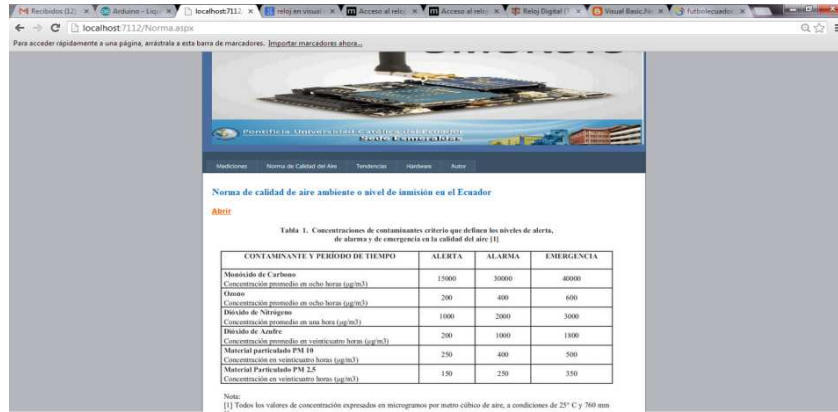 Recibidos (12)
Arduino - Liqu
localhost:7112
reloj en visual
Acceso al reloj
Acceso al reloj
Reloj Digital (
Visual Basic.Ne
futbolecuador
localhost:7112/Norma.aspx
Para acceder rápidamente a una página, arrástrala a esta barra de marcadores. Importar marcadores ahora...
Pontificia Universidad Católica del Ecuador
Sede Esmeraldas
Mediciones Norma de Calidad del Aire Tendencias Hardware Autor
Norma de calidad de aire ambiente o nivel de inmisión en el Ecuador
Abrir
Tabla 1. Concentraciones de contaminantes criterio que definen los niveles de alerta,
de alarma y de emergencia en la calidad del aire [1]
CONTAMINANTE Y PERÍODO DE TIEMPO ALERTA ALARMA EMERGENCIA
Monóxido de Carbono
Concentración promedio en ocho horas (µg/m3) 15000 30000 40000
Ozono
Concentración promedio en ocho horas (µg/m3) 200 400 600
Dióxido de Nitrógeno
Concentración promedio en una hora (µg/m3) 1000 2000 3000
Dióxido de Azufre
Concentración promedio en veinticuatro horas (µg/m3) 200 1000 1800
Material particulado PM 10
Concentración en veinticuatro horas (µg/m3) 250 400 500
Material Particulado PM 2,5
Concentración en veinticuatro horas (µg/m3) 150 250 350
Nota:
[1] Todos los valores de concentración expresados en microgramos por metro cúbico de aire, a condiciones de 25° C y 760 mm